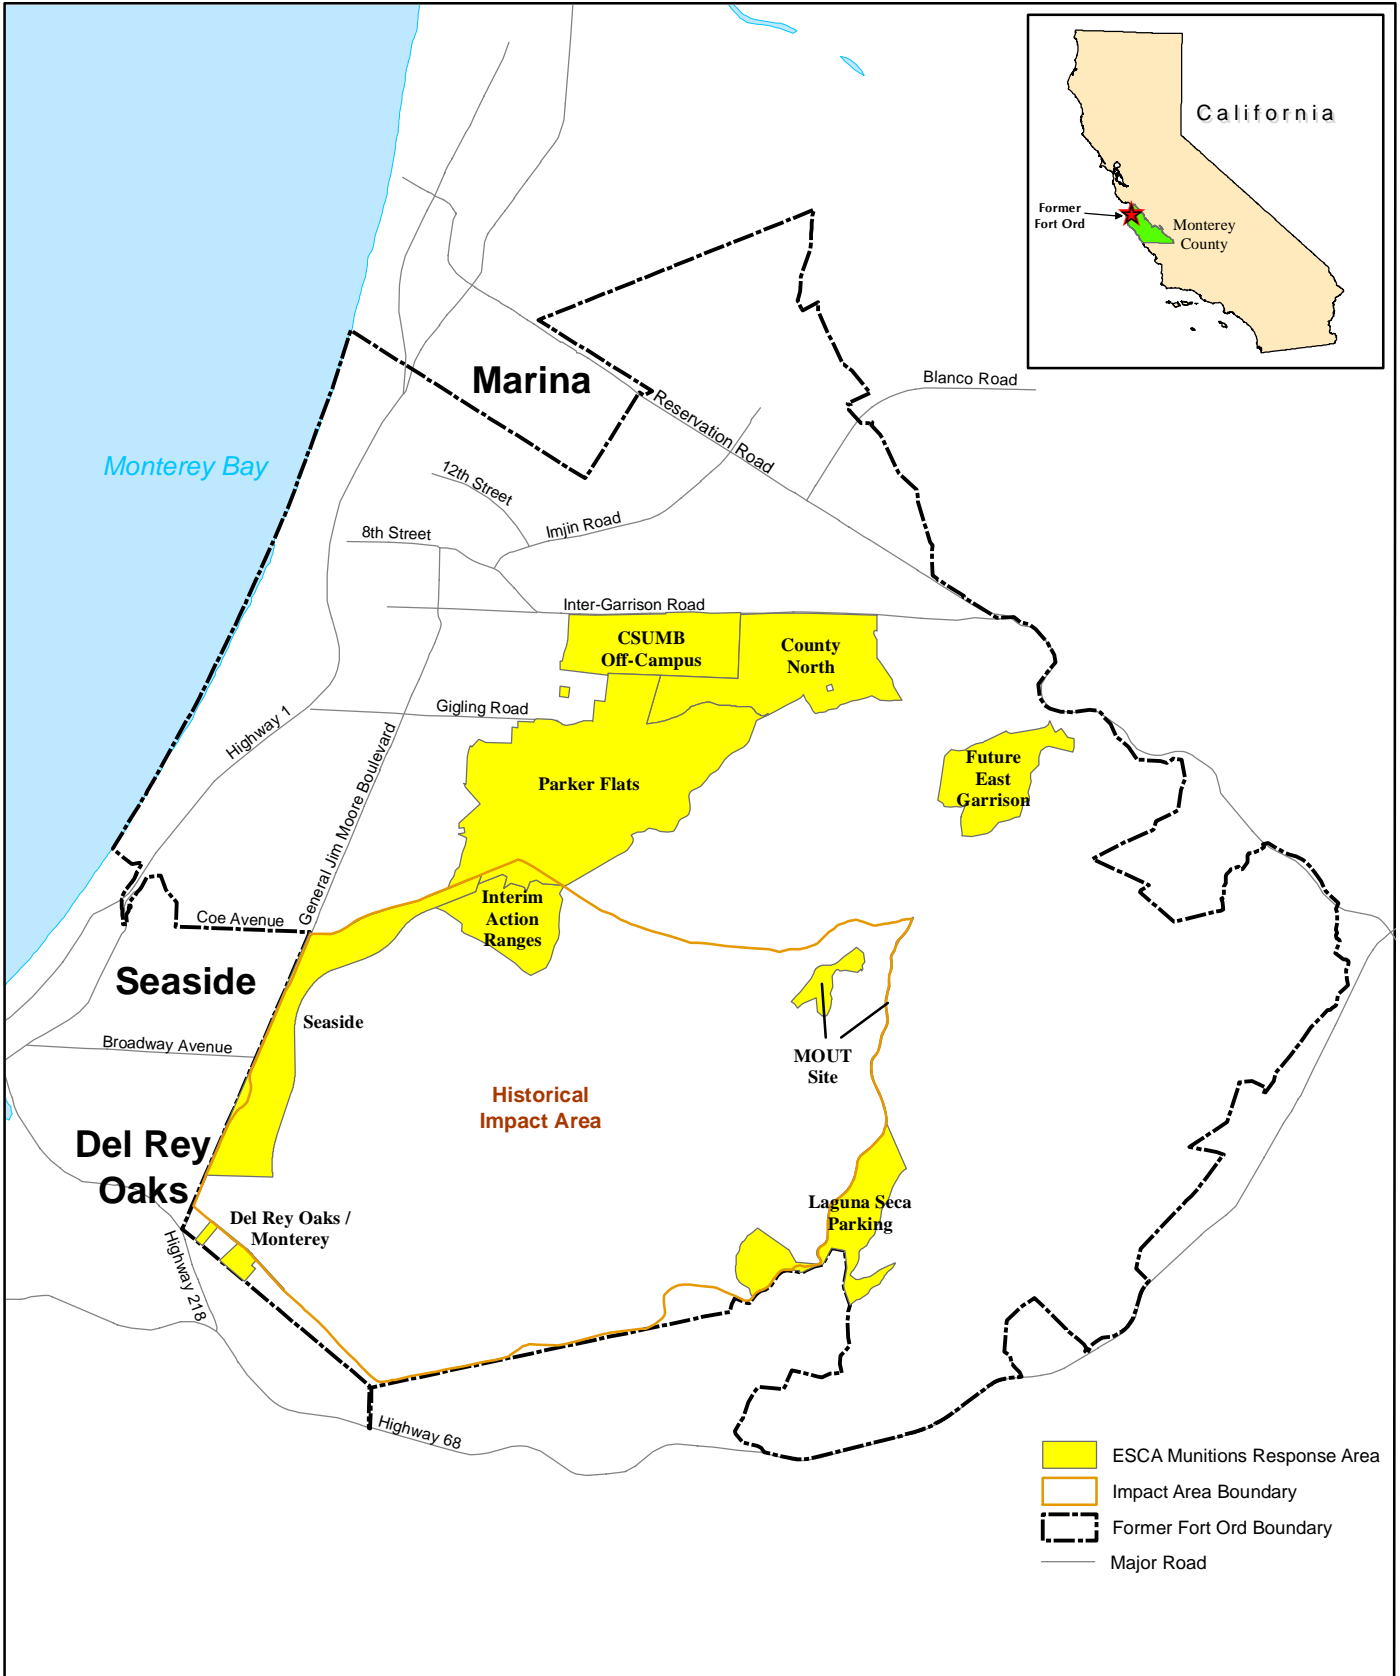 California
Former
Fort Ord
Monterey
County
Marina
Blanco Road
Reservation Road
Monterey Bay
12th Street
Imjin Road
8th Street
Inter-Garrison Road
CSUMB
Off-Campus
County
North
Gigling Road
Highway 1
General Jim Moore Boulevard
Parker Flats
Future
East
Garrison
Interim
Action
Ranges
Coe Avenue
Seaside
Seaside
Broadway Avenue
MOUT
Site
Historical
Impact Area
Del Rey
Oaks
Del Rey Oaks /
Monterey
Laguna Seca
Parking
Highway 218
Highway 68
ESCA Munitions Response Area
Impact Area Boundary
Former Fort Ord Boundary
Major Road